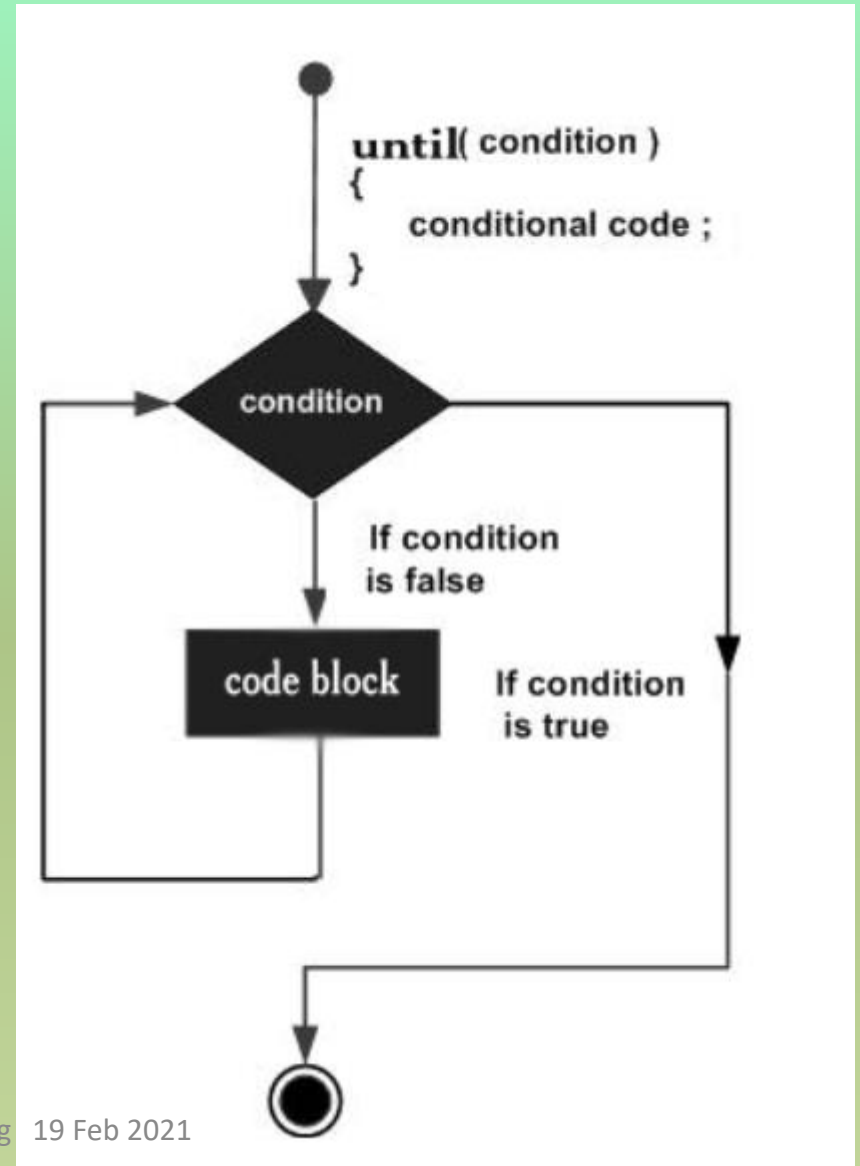 until( condition )
{
conditional code ;
}
condition
If condition
is false
code block
If condition
is true
g 19 Feb 2021